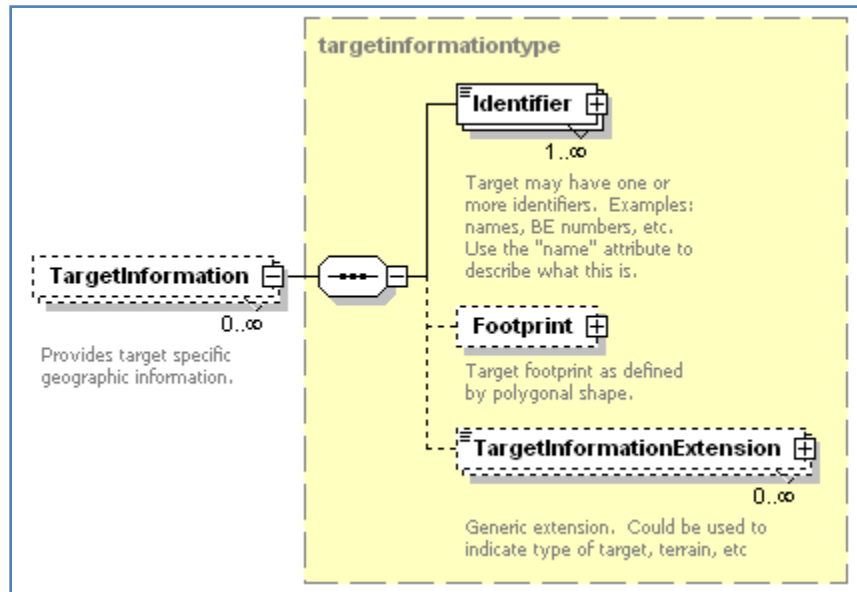 targetinformationtype
Identifier
1..∞
Target may have one or
more identifiers.  Examples:
names, BE numbers, etc.
Use the "name" attribute to
describe what this is.
TargetInformation
0..∞
Provides target specific
geographic information.
Footprint
Target footprint as defined
by polygonal shape.
TargetInformationExtension
0..∞
Generic extension.  Could be used to
indicate type of target, terrain, etc